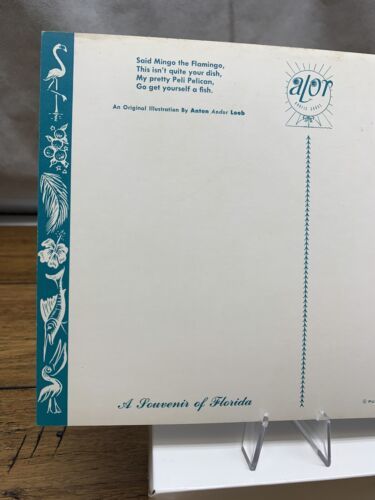 Said Mingo the Flamingo,
This isn't quite your dish,
My pretty Peli Pelican,
Go get yourself a fish.
An Original Illustration By Anton Andor Loeb
alor
A Souvenir of Florida